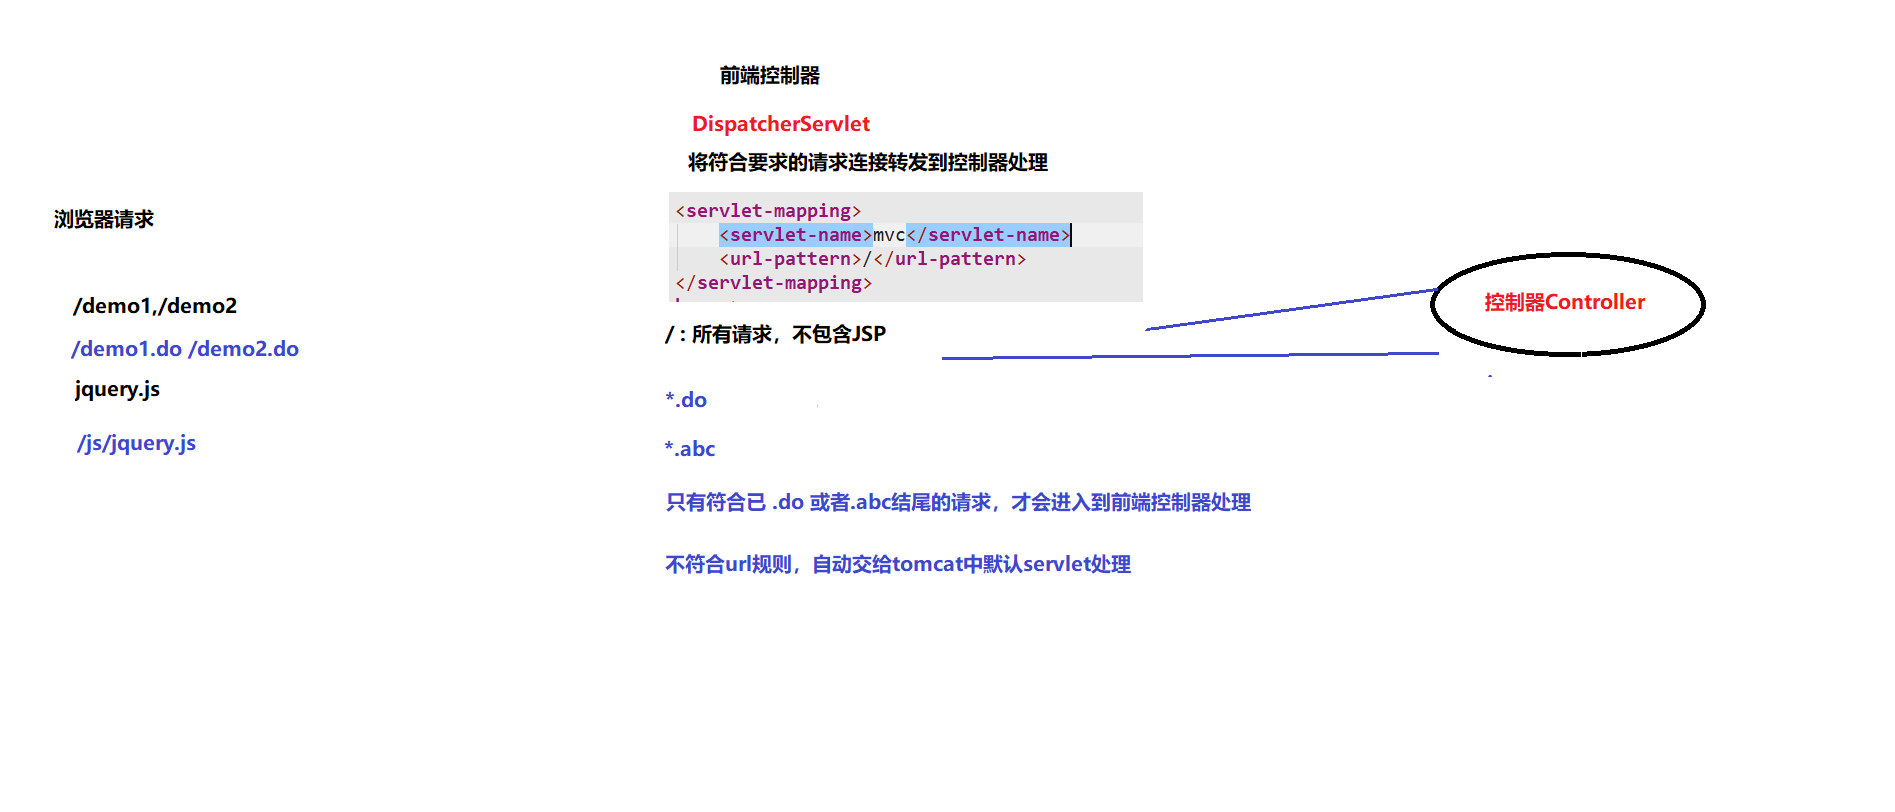 前端控制器
DispatcherServlet
将符合要求的请求连接转发到控制器处理
浏览器请求
<servlet-mapping>
<servlet-name>mvc</servlet-name>
<url-pattern>/</url-pattern>
</servlet-mapping>
控制器Controller
/demo1,/demo2
/ : 所有请求，不包含JSP
/demo1.do /demo2.do
jquery.js
*.do
/js/jquery.js
*.abc
只有符合已 .do 或者.abc结尾的请求，才会进入到前端控制器处理
不符合url规则，自动交给tomcat中默认servlet处理